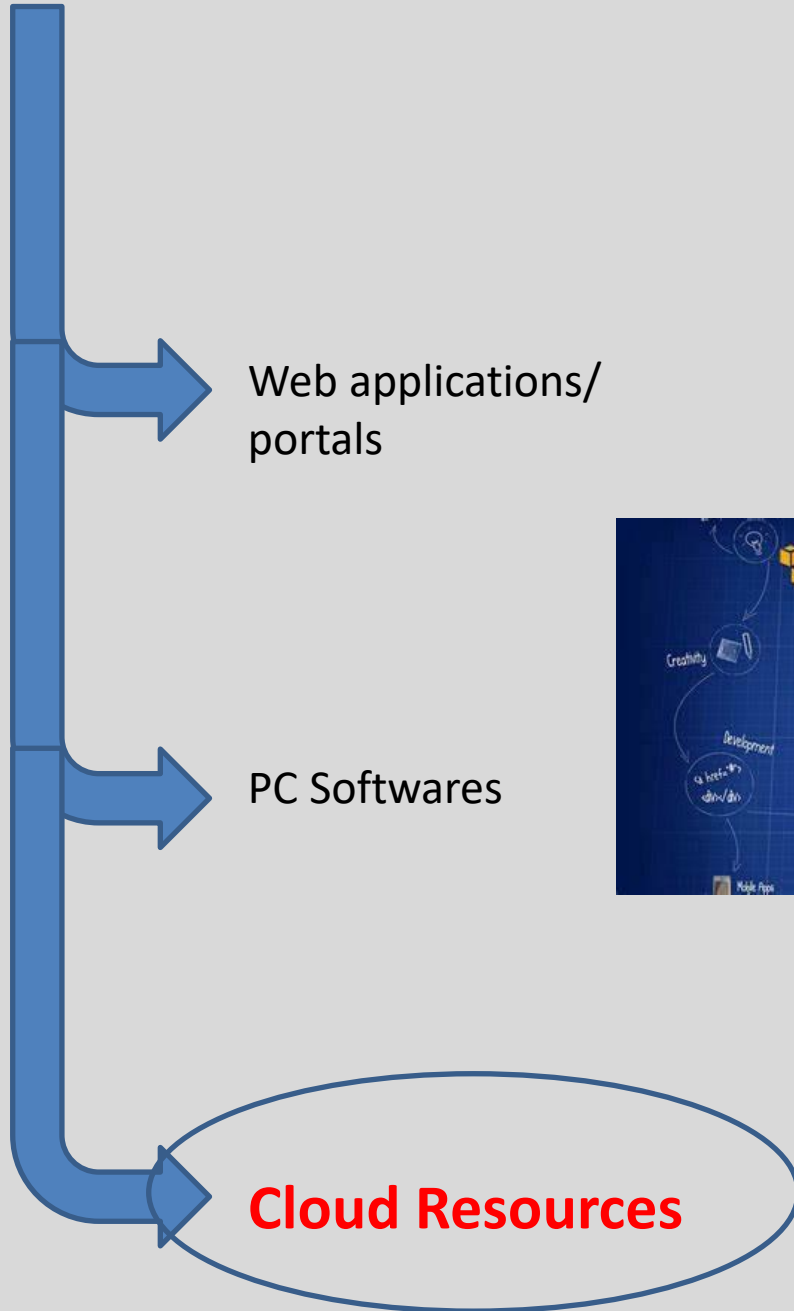 Web applications/
portals
Creativity
Development
PC Softwares
Mobile Apps
Cloud Resources